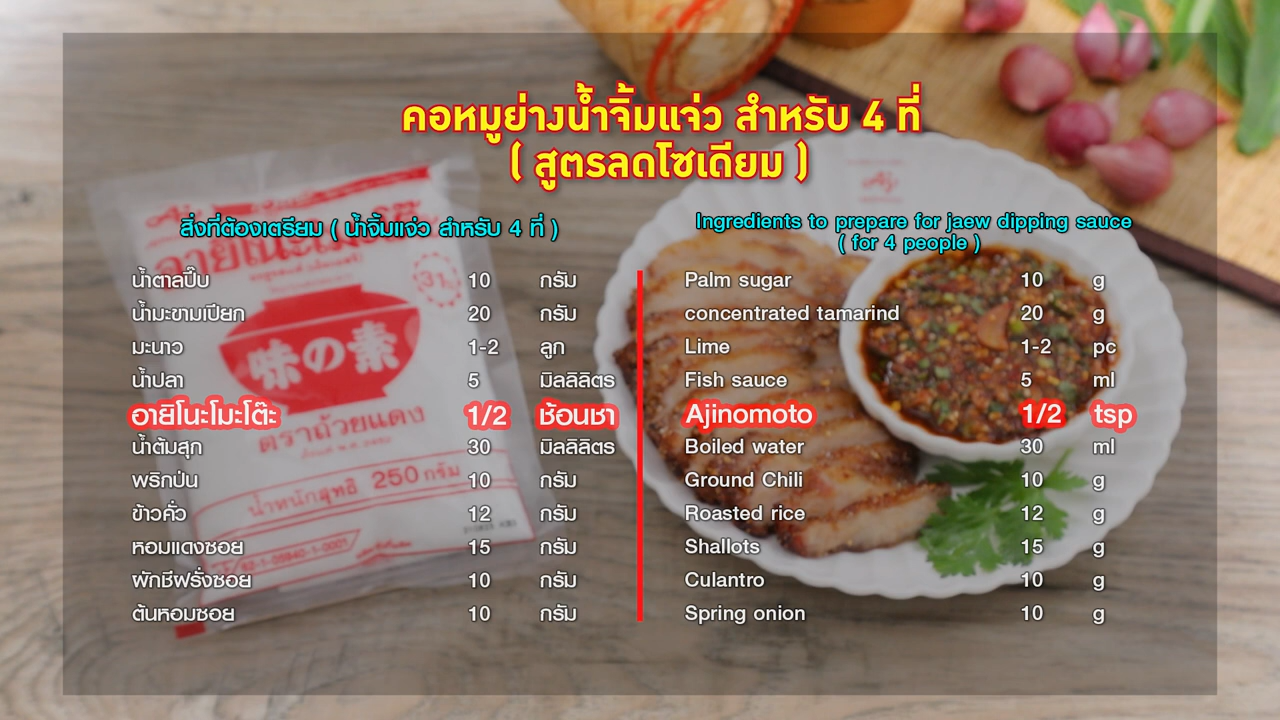 คอหมูย่างน้ำจิ้มแจ่ว สำหรับ 4 ที่
( สูตรลดโซเดียม )
สิ่งที่ต้องเตรียม ( น้ำจิ้มแจ่ว สำหรับ 4 ที่ )
น้ำตาลปี๊บ 10 กรัม
น้ำมะขามเปียก 20 กรัม
มะนาว 1-2 ลูก
น้ำปลา 5 มิลลิลิตร
อายิโนะโมะโต๊ะ 1/2 ช้อนชา
น้ำต้มสุก 30 มิลลิลิตร
พริกป่น 10 กรัม
ข้าวคั่ว 12 กรัม
หอมแดงซอย 15 กรัม
ผักชีฝรั่งซอย 10 กรัม
ต้นหอมซอย 10 กรัม
Ingredients to prepare for jaew dipping sauce
( for 4 people )
Palm sugar 10 g
concentrated tamarind 20 g
Lime 1-2 pc
Fish sauce 5 ml
Ajinomoto 1/2 tsp
Boiled water 30 ml
Ground Chili 10 g
Roasted rice 12 g
Shallots 15 g
Culantro 10 g
Spring onion 10 g
味の素
ตราถ้วยแดง
น้ำหนักสุทธิ 250 กรัม